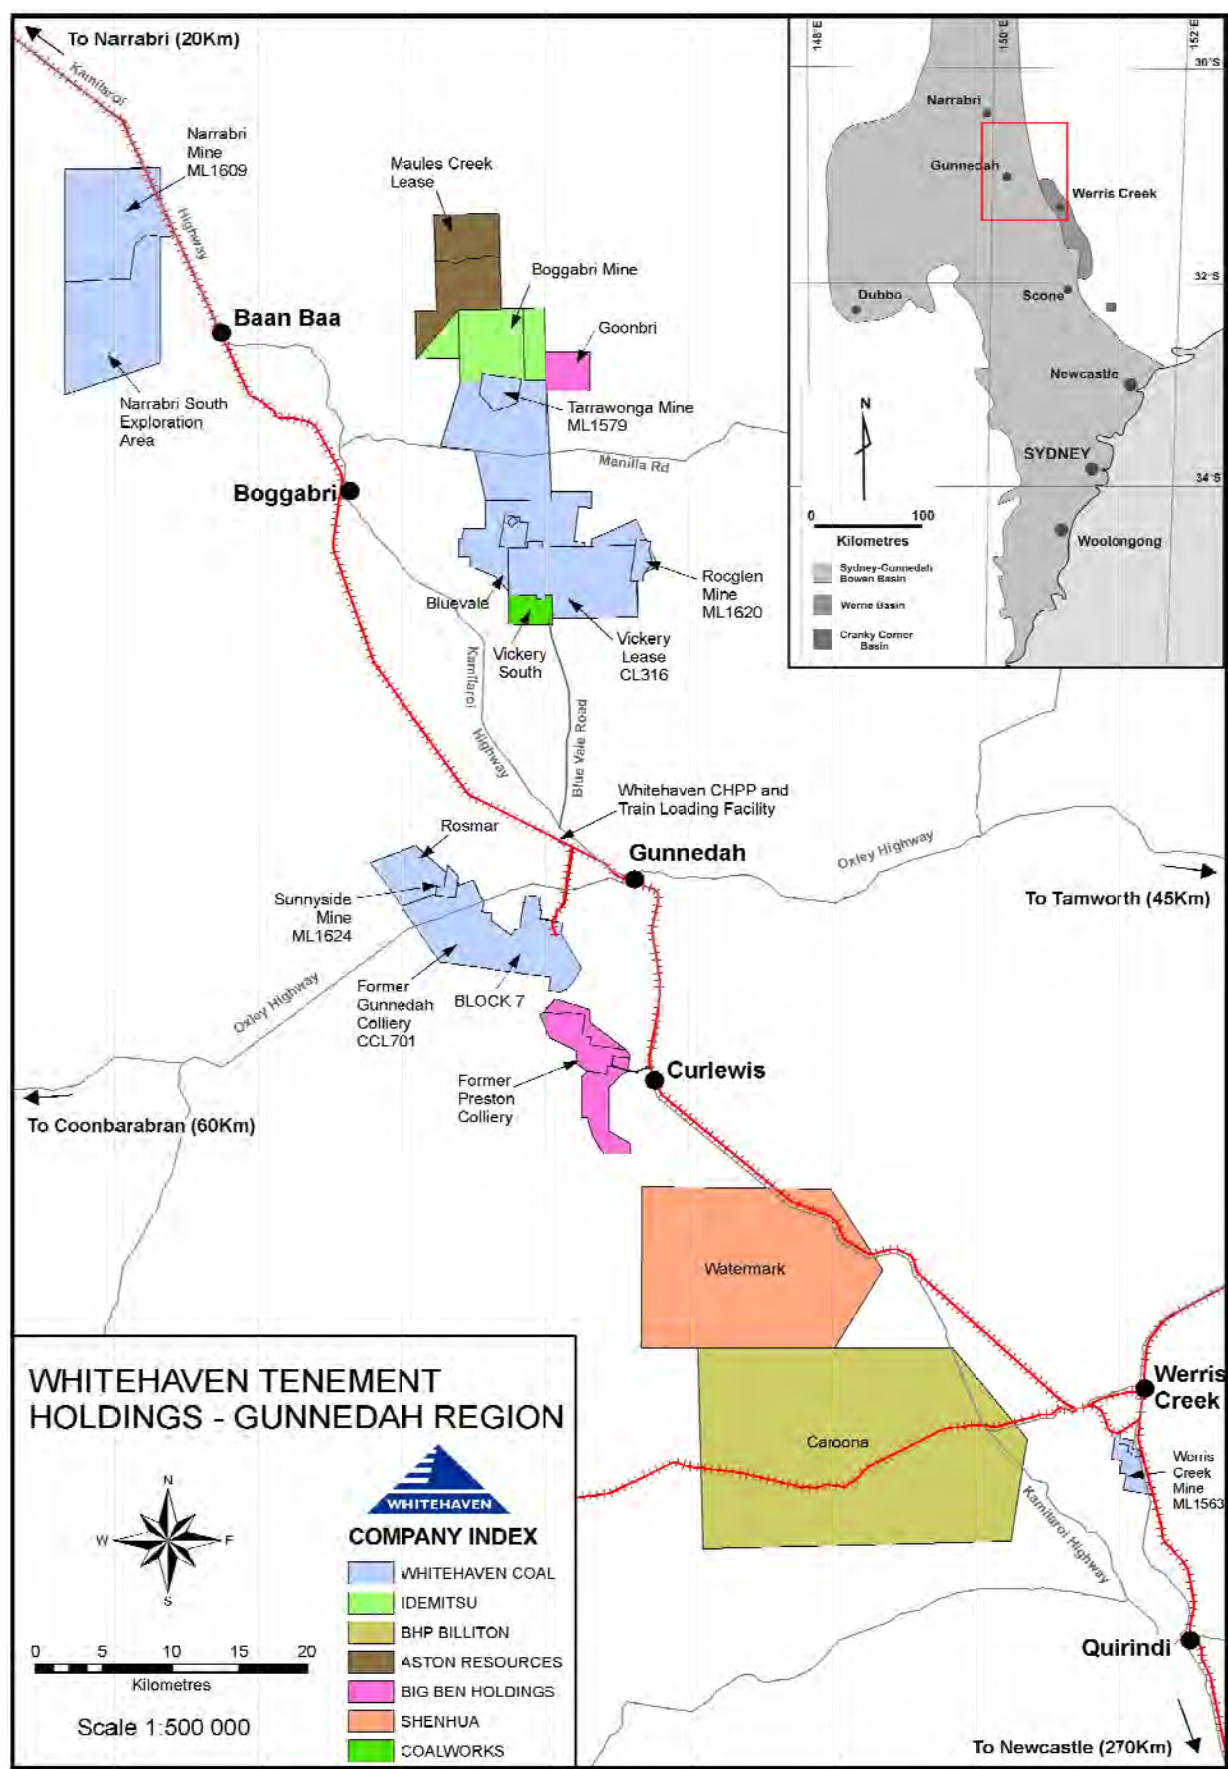 To Narrabri (20Km)
Kamilaroi
Highway
Narrabri
Mine
ML1609
Maules Creek
Lease
Boggabri Mine
Goonbri
Baan Baa
Narrabri South
Exploration
Area
Tarrawonga Mine
ML1579
Manilla Rd
Boggabri
Bluevale
Rocglen
Mine
ML1620
Vickery
South
Vickery
Lease
CL316
Kamilaroi
Highway
Blue Vale Road
Whitehaven CHPP and
Train Loading Facility
Rosmar
Gunnedah
Oxley Highway
To Tamworth (45Km)
Sunnyside
Mine
ML1624
Former
Gunnedah
Colliery
CCL701
BLOCK 7
Oxley Highway
Former
Preston
Colliery
Curlewis
To Coonbarabran (60Km)
Watermark
Caroona
Werris
Creek
Werris
Creek
Mine
ML1563
Kamilaroi Highway
Quirindi
To Newcastle (270Km)
148°E
150°E
152°E
30°S
32°S
34°S
Narrabri
Gunnedah
Werris Creek
Dubbo
Scone
Newcastle
N
SYDNEY
Woolongong
0 100
Kilometres
Sydney-Gunnedah
Bowen Basin
Werrie Basin
Cranky Corner
Basin
WHITEHAVEN TENEMENT
HOLDINGS - GUNNEDAH REGION
N
W E
S
0 5 10 15 20
Kilometres
Scale 1:500 000
WHITEHAVEN
COMPANY INDEX
WHITEHAVEN COAL
IDEMITSU
BHP BILLITON
ASTON RESOURCES
BIG BEN HOLDINGS
SHENHUA
COALWORKS